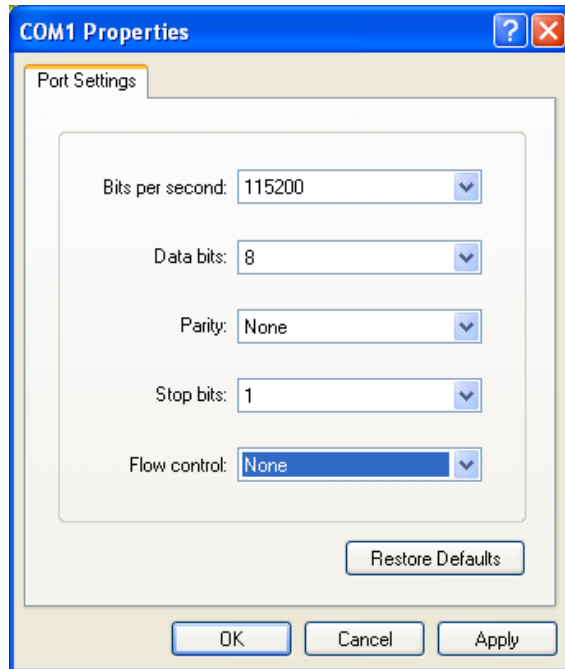 COM1 Properties
Port Settings
Bits per second: 115200
Data bits: 8
Parity: None
Stop bits: 1
Flow control: None
Restore Defaults
OK Cancel Apply